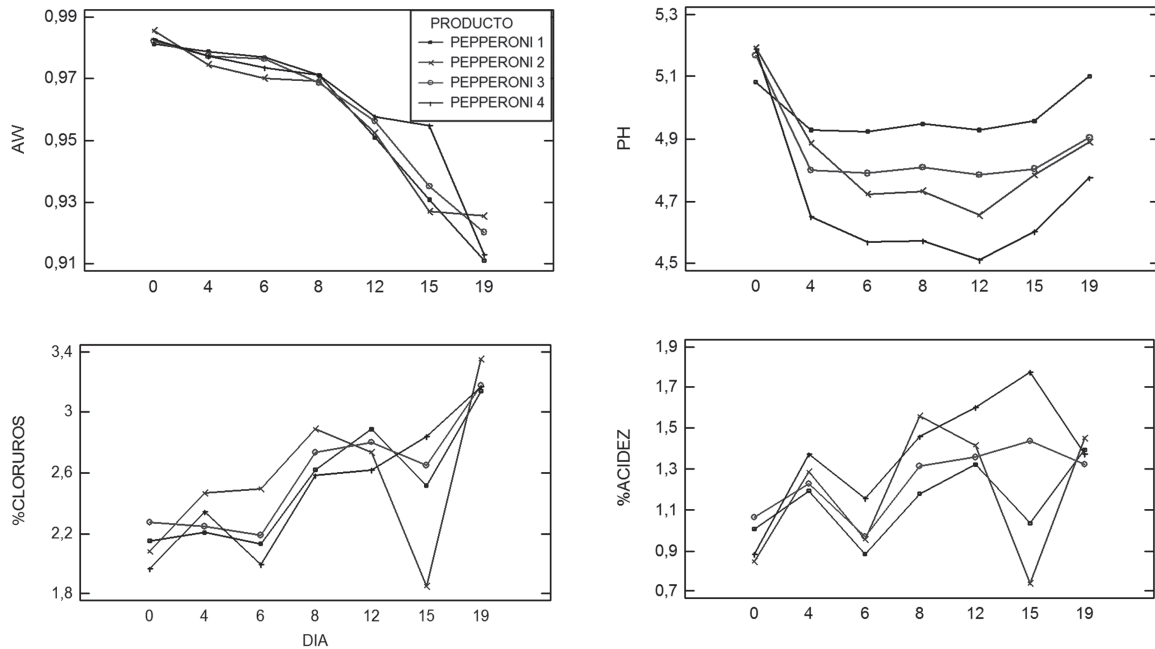 0,99
0,97
0,95
0,93
0,91
AW
0 4 6 8 12 15 19
PRODUCTO
PEPPERONI 1
PEPPERONI 2
PEPPERONI 3
PEPPERONI 4
5,3
5,1
4,9
4,7
4,5
PH
0 4 6 8 12 15 19
3,4
3
2,6
2,2
1,8
%CLORUROS
0 4 6 8 12 15 19
DIA
1,9
1,7
1,5
1,3
1,1
0,9
0,7
%ACIDEZ
0 4 6 8 12 15 19